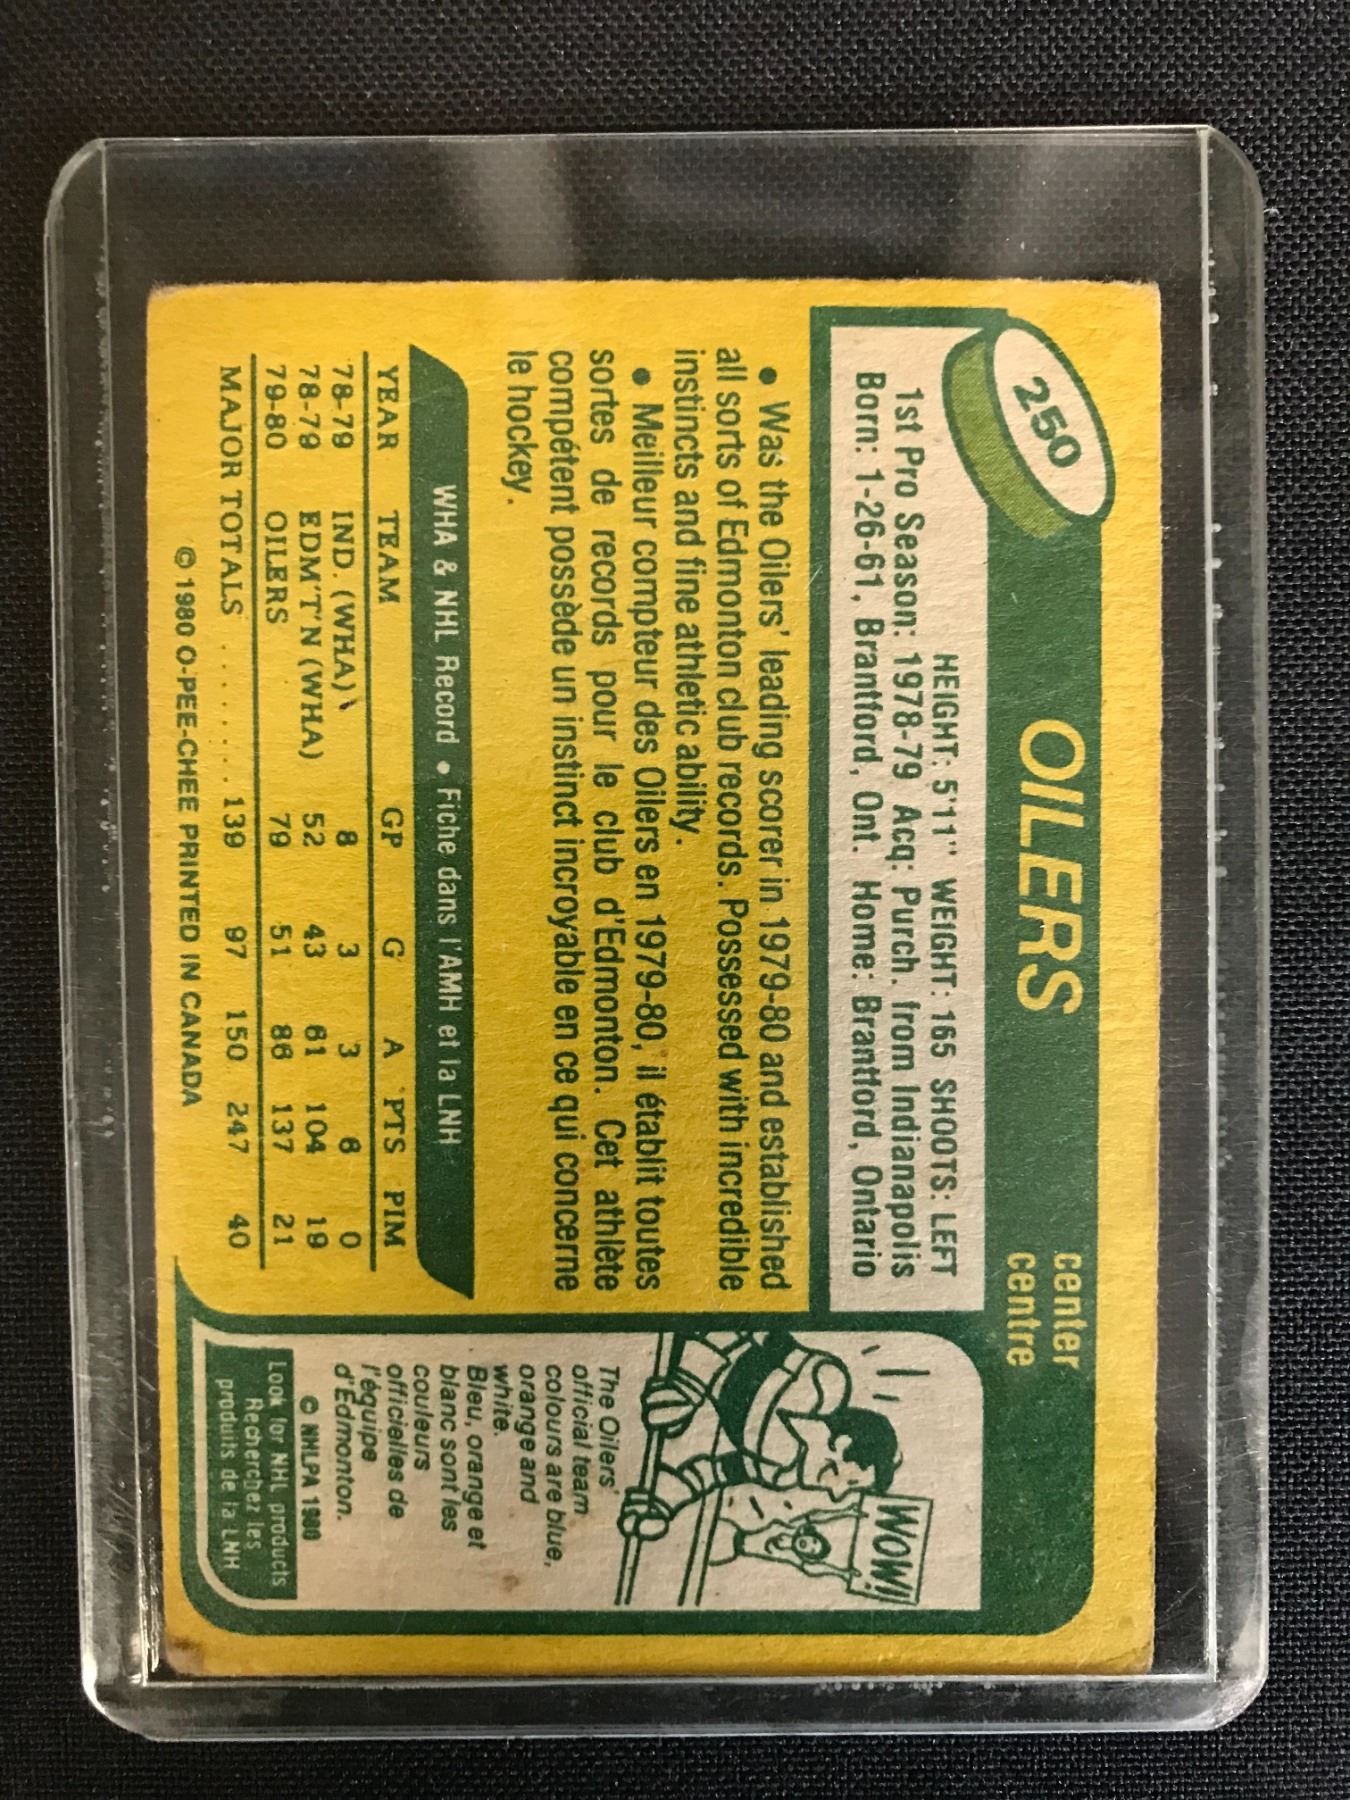 250
OILERS
center
centre
HEIGHT: 5'11" WEIGHT: 165 SHOOTS: LEFT
1st Pro Season: 1978-79 Acq: Purch. from Indianapolis
Born: 1-26-61, Brantford, Ont. Home: Brantford, Ontario
• Was the Oilers' leading scorer in 1979-80 and established
all sorts of Edmonton club records. Possessed with incredible
instincts and fine athletic ability.
• Meilleur compteur des Oilers en 1979-80, il établit toutes
sortes de records pour le club d'Edmonton. Cet athlète
compétent possède un instinct incroyable en ce qui concerne
le hockey.
WHA & NHL Record • Fiche dans l'AMH et la LNH
YEAR TEAM GP G A PTS PIM
78-79 IND. (WHA) 8 3 3 6 0
78-79 EDM'T'N (WHA) 52 43 61 104 19
79-80 OILERS 79 51 86 137 21
MAJOR TOTALS . . . . . . . . 139 97 150 247 40
© 1980 O-PEE-CHEE PRINTED IN CANADA
WOW!
The Oilers'
official team
colours are blue,
orange and
white.
Bleu, orange et
blanc sont les
couleurs
officielles de
l'équipe
d'Edmonton.
© NHLPA 1980
Look for NHL products
Recherchez les
produits de la LNH